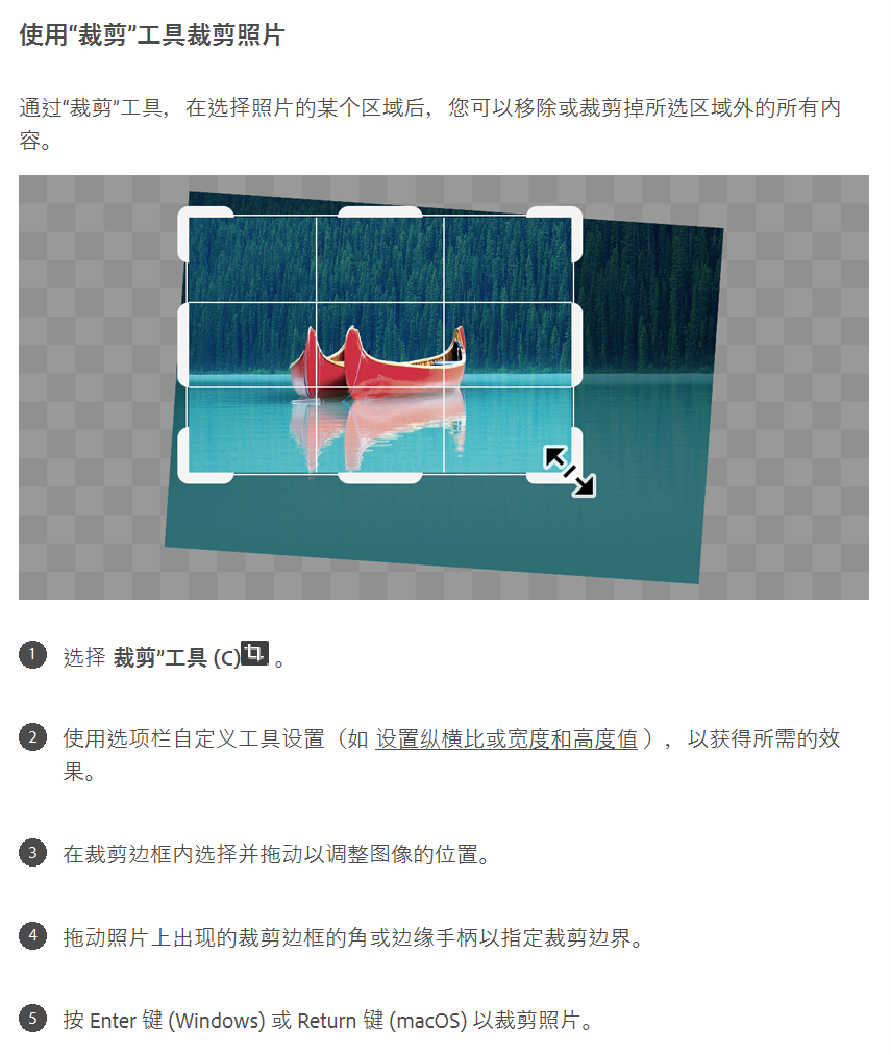 使用“裁剪”工具裁剪照片
通过“裁剪”工具，在选择照片的某个区域后，您可以移除或裁剪掉所选区域外的所有内
容。
1 选择 裁剪”工具 (C) 。
2 使用选项栏自定义工具设置（如 设置纵横比或宽度和高度值 ），以获得所需的效
果。
3 在裁剪边框内选择并拖动以调整图像的位置。
4 拖动照片上出现的裁剪边框的角或边缘手柄以指定裁剪边界。
5 按 Enter 键 (Windows) 或 Return 键 (macOS) 以裁剪照片。